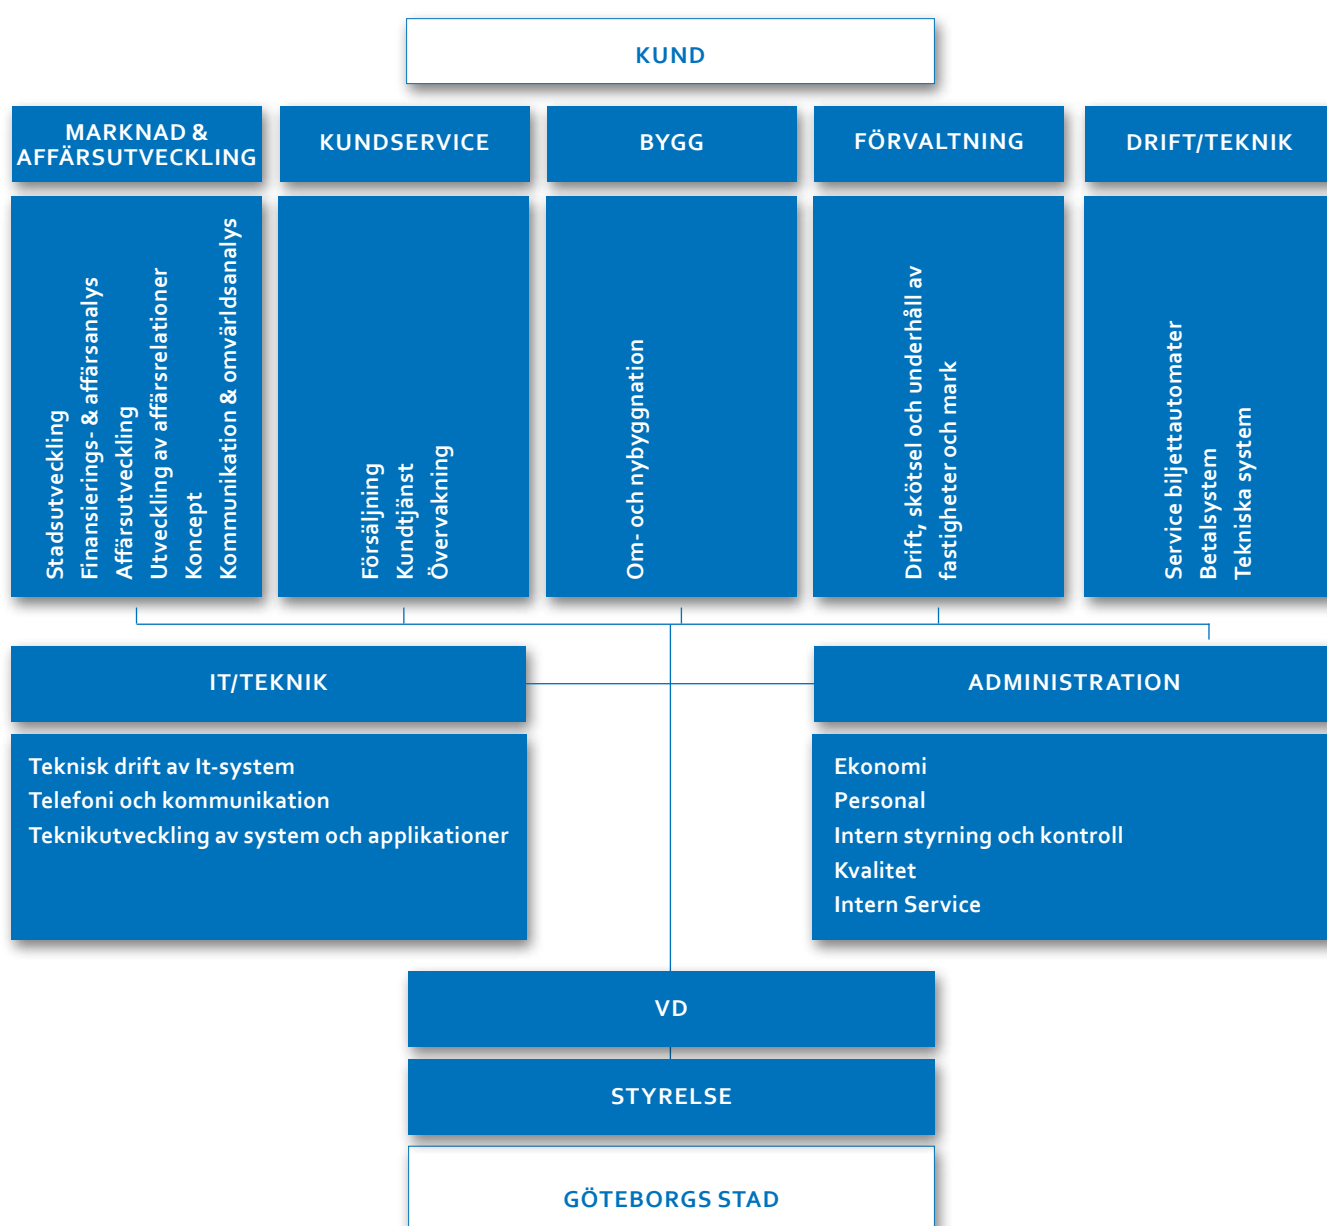 KUND
MARKNAD &
AFFÄRSUTVECKLING
Stadsutveckling
Finansierings- & affärsanalys
Affärsutveckling
Utveckling av affärsrelationer
Koncept
Kommunikation & omvärldsanalys
KUNDSERVICE
Försäljning
Kundtjänst
Övervakning
BYGG
Om- och nybyggnation
FÖRVALTNING
Drift, skötsel och underhåll av
fastigheter och mark
DRIFT/TEKNIK
Service biljettautomater
Betalsystem
Tekniska system
IT/TEKNIK
Teknisk drift av It-system
Telefoni och kommunikation
Teknikutveckling av system och applikationer
ADMINISTRATION
Ekonomi
Personal
Intern styrning och kontroll
Kvalitet
Intern Service
VD
STYRELSE
GÖTEBORGS STAD